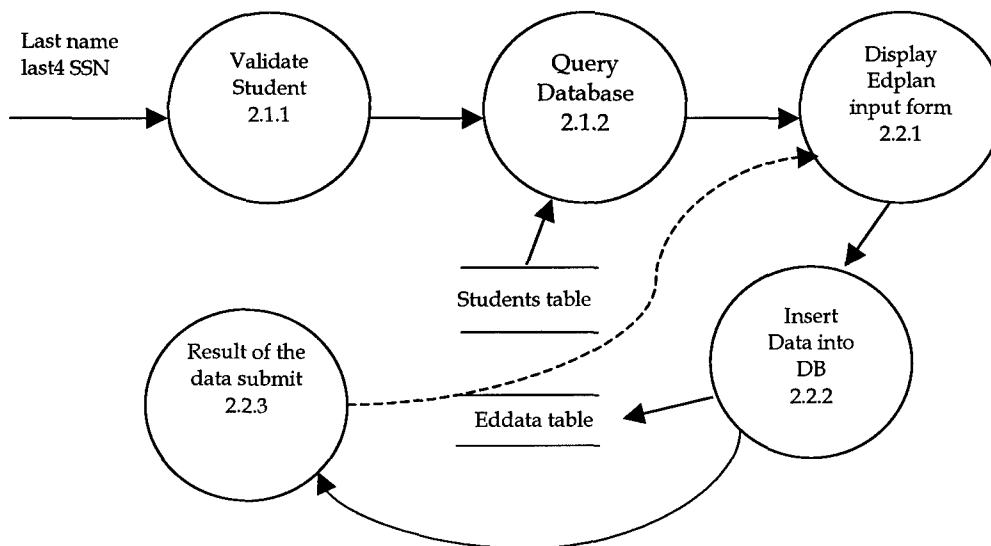 Last name
last4 SSN
Validate
Student
2.1.1
Query
Database
2.1.2
Display
Edplan
input form
2.2.1
Students table
Insert
Data into
DB
2.2.2
Result of the
data submit
2.2.3
Eddata table